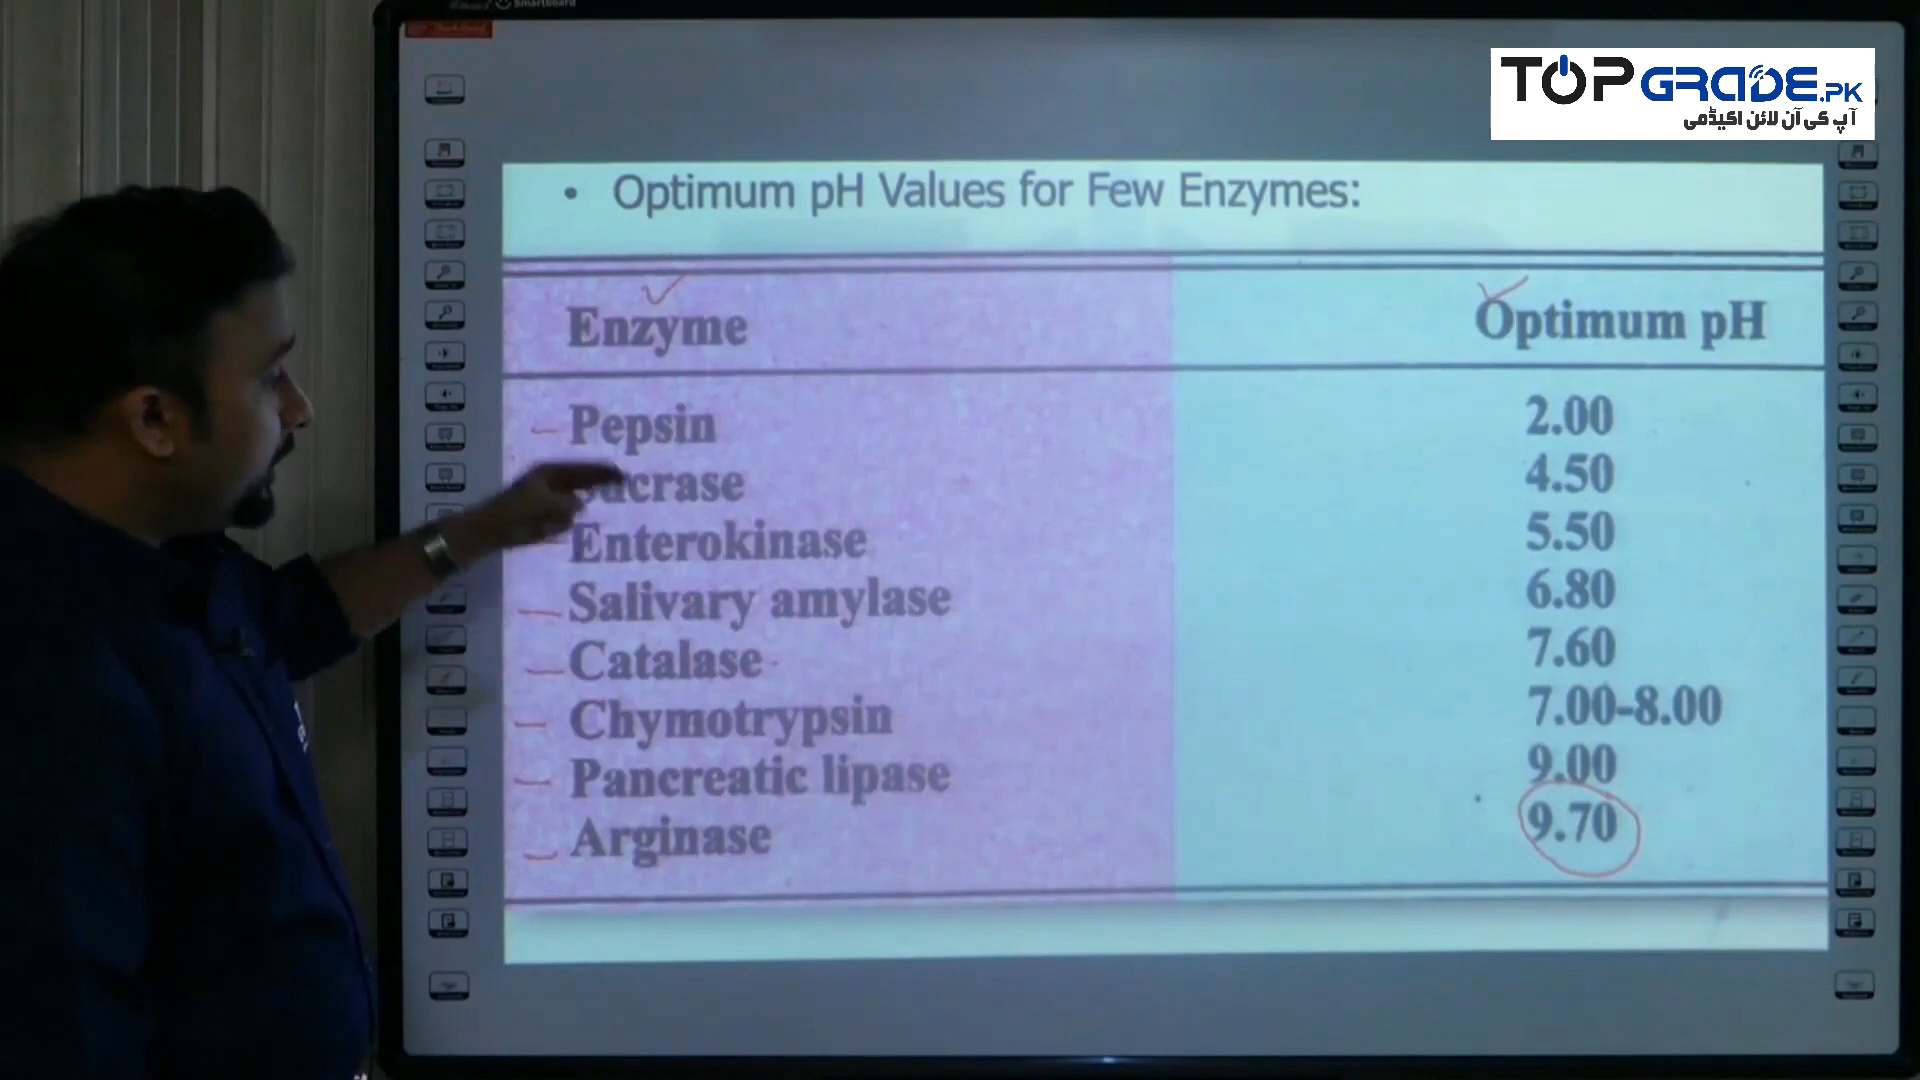 Smartboard
TOPGRADE.PK
آپ کی آن لائن اکیڈمی
• Optimum pH Values for Few Enzymes:
Enzyme Optimum pH
Pepsin 2.00
Sucrase 4.50
Enterokinase 5.50
Salivary amylase 6.80
Catalase 7.60
Chymotrypsin 7.00-8.00
Pancreatic lipase 9.00
Arginase 9.70